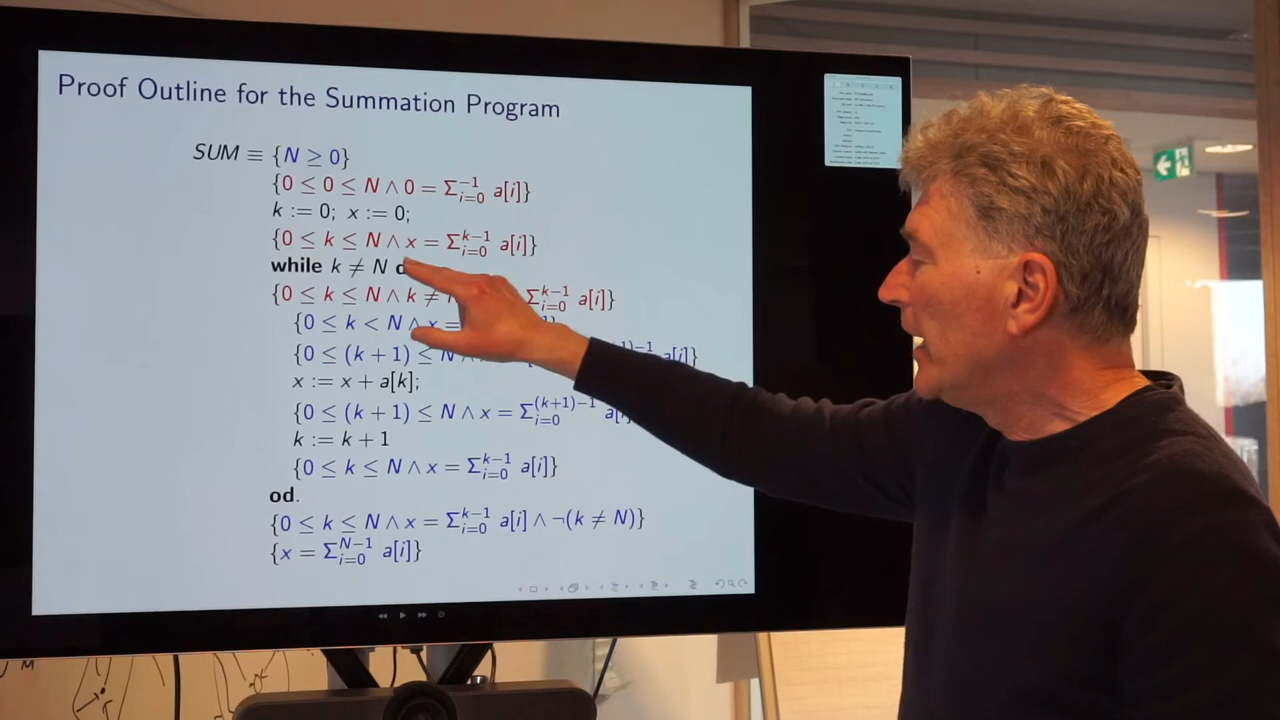 Proof Outline for the Summation Program
SUM ≡ {N ≥ 0}
{0 ≤ 0 ≤ N ∧ 0 = Σ_{i=0}^{-1} a[i]}
k := 0; x := 0;
{0 ≤ k ≤ N ∧ x = Σ_{i=0}^{k-1} a[i]}
while k ≠ N
{0 ≤ k ≤ N ∧ k ≠ Σ_{i=0}^{k-1} a[i]}
{0 ≤ k < N ∧ x =
{0 ≤ (k + 1) ≤ N ∧ a[i]}
x := x + a[k];
{0 ≤ (k + 1) ≤ N ∧ x = Σ_{i=0}^{(k+1)-1} a[i]
k := k + 1
{0 ≤ k ≤ N ∧ x = Σ_{i=0}^{k-1} a[i]}
od.
{0 ≤ k ≤ N ∧ x = Σ_{i=0}^{k-1} a[i] ∧ ¬(k ≠ N)}
{x = Σ_{i=0}^{N-1} a[i]}